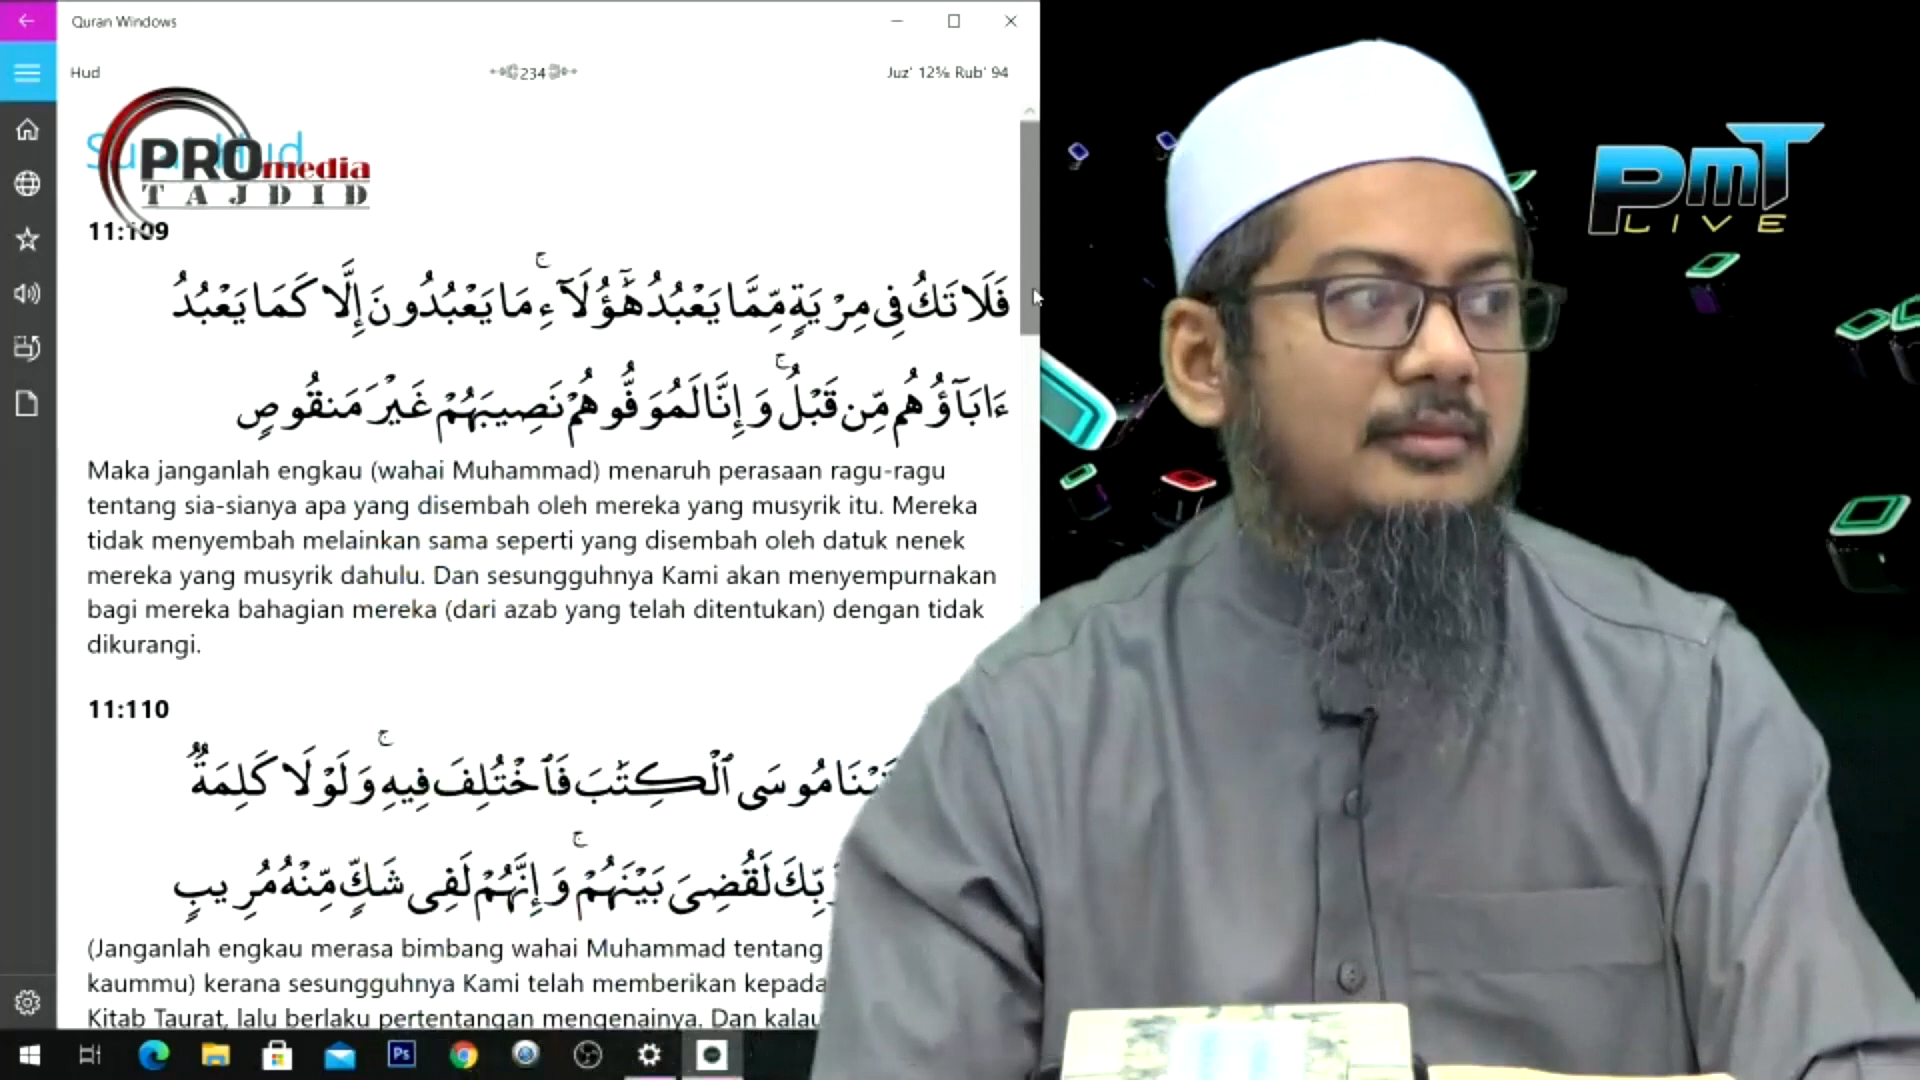 Quran Windows
Hud
234
Juz' 12⅝ Rub' 94
PROmedia
TAJDID
PMT
LIVE
11:109
فَلَا تَكُ فِى مِرْيَةٍ مِّمَّا يَعْبُدُ هَٰٓؤُلَآءِ ۚ مَا يَعْبُدُونَ إِلَّا كَمَا يَعْبُدُ
ءَابَآؤُهُم مِّن قَبْلُ ۚ وَإِنَّا لَمُوَفُّوهُمْ نَصِيبَهُمْ غَيْرَ مَنقُوصٍ
Maka janganlah engkau (wahai Muhammad) menaruh perasaan ragu-ragu
tentang sia-sianya apa yang disembah oleh mereka yang musyrik itu. Mereka
tidak menyembah melainkan sama seperti yang disembah oleh datuk nenek
mereka yang musyrik dahulu. Dan sesungguhnya Kami akan menyempurnakan
bagi mereka bahagian mereka (dari azab yang telah ditentukan) dengan tidak
dikurangi.
11:110
مُوسَى ٱلْكِتَٰبَ فَٱخْتُلِفَ فِيهِ ۚ وَلَوْلَا كَلِمَةٌ
رَّبِّكَ لَقُضِىَ بَيْنَهُمْ ۚ وَإِنَّهُمْ لَفِى شَكٍّ مِّنْهُ مُرِيبٍ
(Janganlah engkau merasa bimbang wahai Muhammad tentang
kaummu) kerana sesungguhnya Kami telah memberikan kepada
Kitab Taurat, lalu berlaku pertentangan mengenainya. Dan kalau
Ps